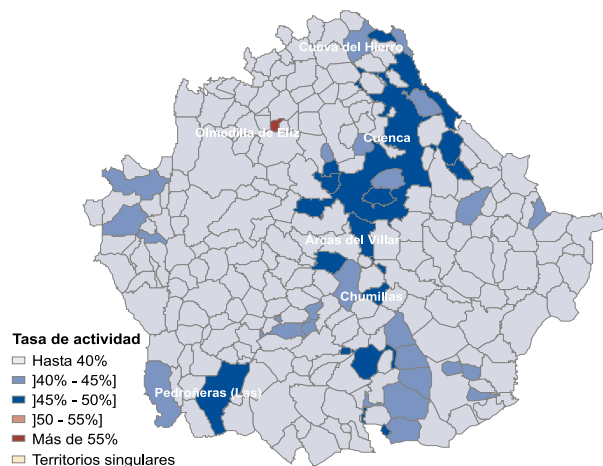 Cueva del Hierro
Olmedilla de Eliz
Cuenca
Arcas del Villar
Chumillas
Pedroñeras (Las)
Tasa de actividad
Hasta 40%
]40% - 45%]
]45% - 50%]
]50 - 55%]
Más de 55%
Territorios singulares